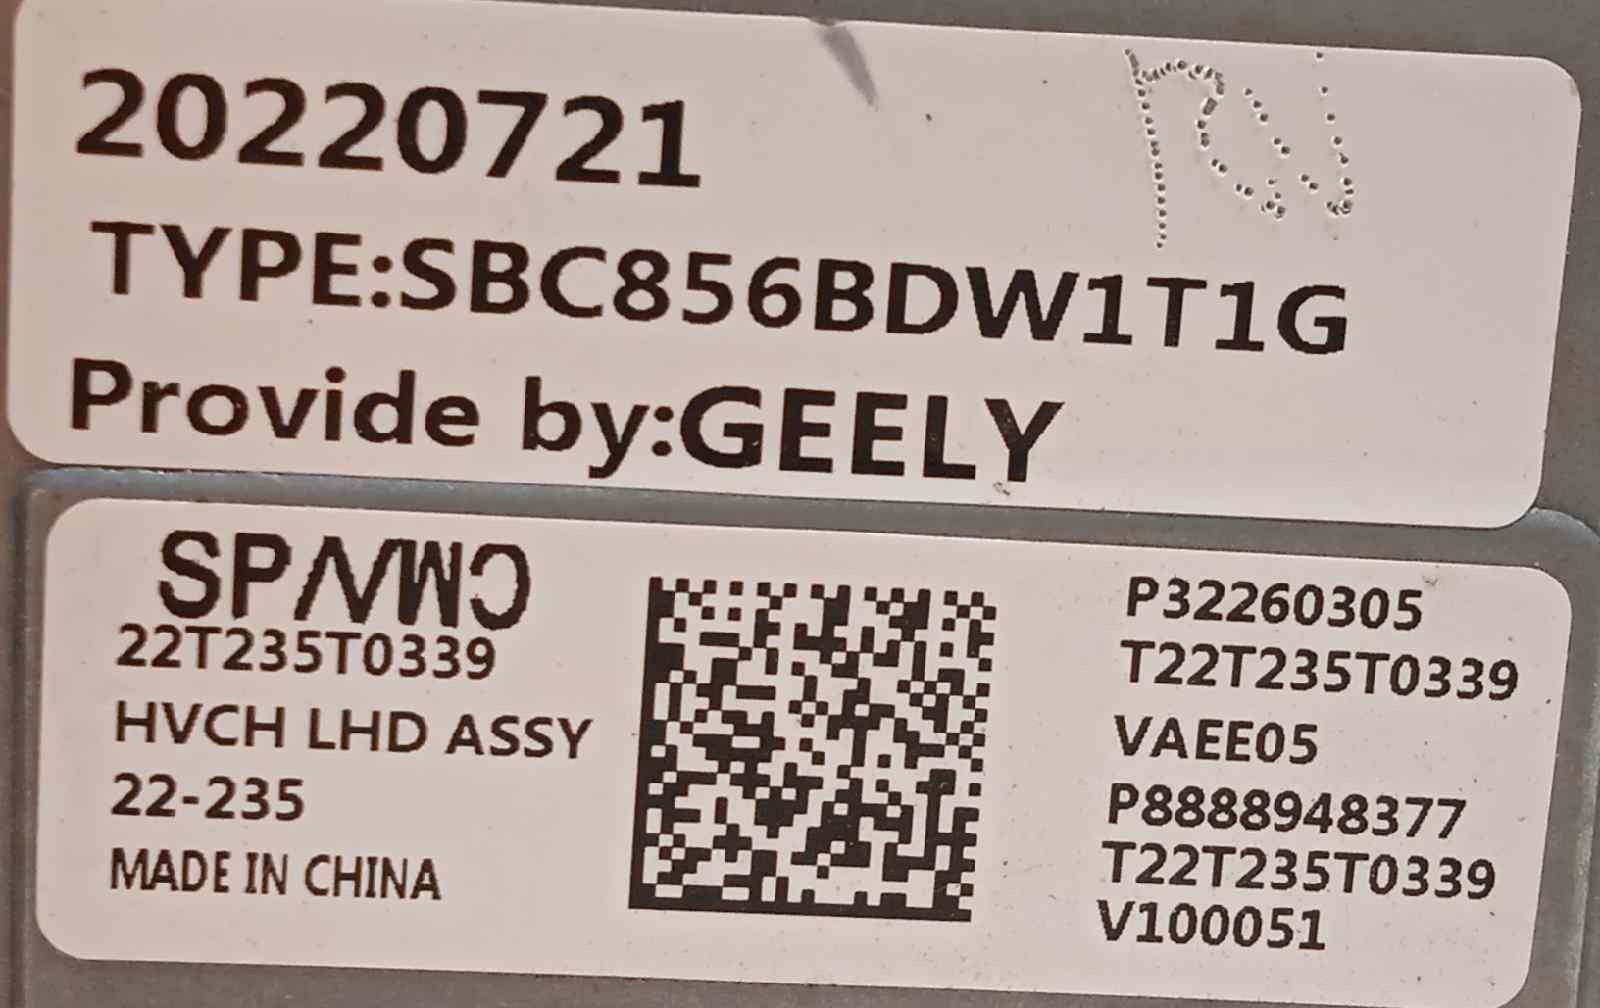 20220721
TYPE:SBC856BDW1T1G
Provide by:GEELY
22T235T0339
HVCH LHD ASSY
22-235
MADE IN CHINA
P32260305
T22T235T0339
VAEE05
P8888948377
T22T235T0339
V100051